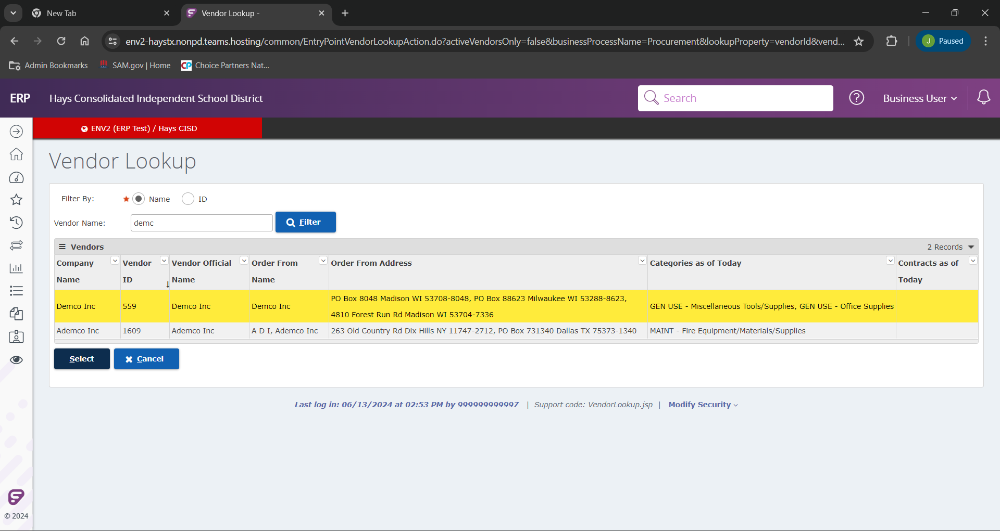 New Tab
Vendor Lookup -
env2-haystx.nonpd.teams.hosting/common/EntryPointVendorLookupAction.do?activeVendorsOnly=false&businessProcessName=Procurement&lookupProperty=vendorId&vend...
J Paused
Admin Bookmarks SAM.gov | Home CP Choice Partners Nat...
ERP Hays Consolidated Independent School District Search Business User
ENV2 (ERP Test) / Hays CISD
Vendor Lookup
Filter By: Name ID
Vendor Name: demc Filter
Vendors 2 Records
Company Name Vendor ID Vendor Official Name Order From Name Order From Address Categories as of Today Contracts as of Today
Demco Inc 559 Demco Inc Demco Inc PO Box 8048 Madison WI 53708-8048, PO Box 88623 Milwaukee WI 53288-8623, 4810 Forest Run Rd Madison WI 53704-7336 GEN USE - Miscellaneous Tools/Supplies, GEN USE - Office Supplies
Ademco Inc 1609 Ademco Inc A D I, Ademco Inc 263 Old Country Rd Dix Hills NY 11747-2712, PO Box 731340 Dallas TX 75373-1340 MAINT - Fire Equipment/Materials/Supplies
Select Cancel
Last log in: 06/13/2024 at 02:53 PM by 999999999997 | Support code: VendorLookup.jsp | Modify Security
© 2024